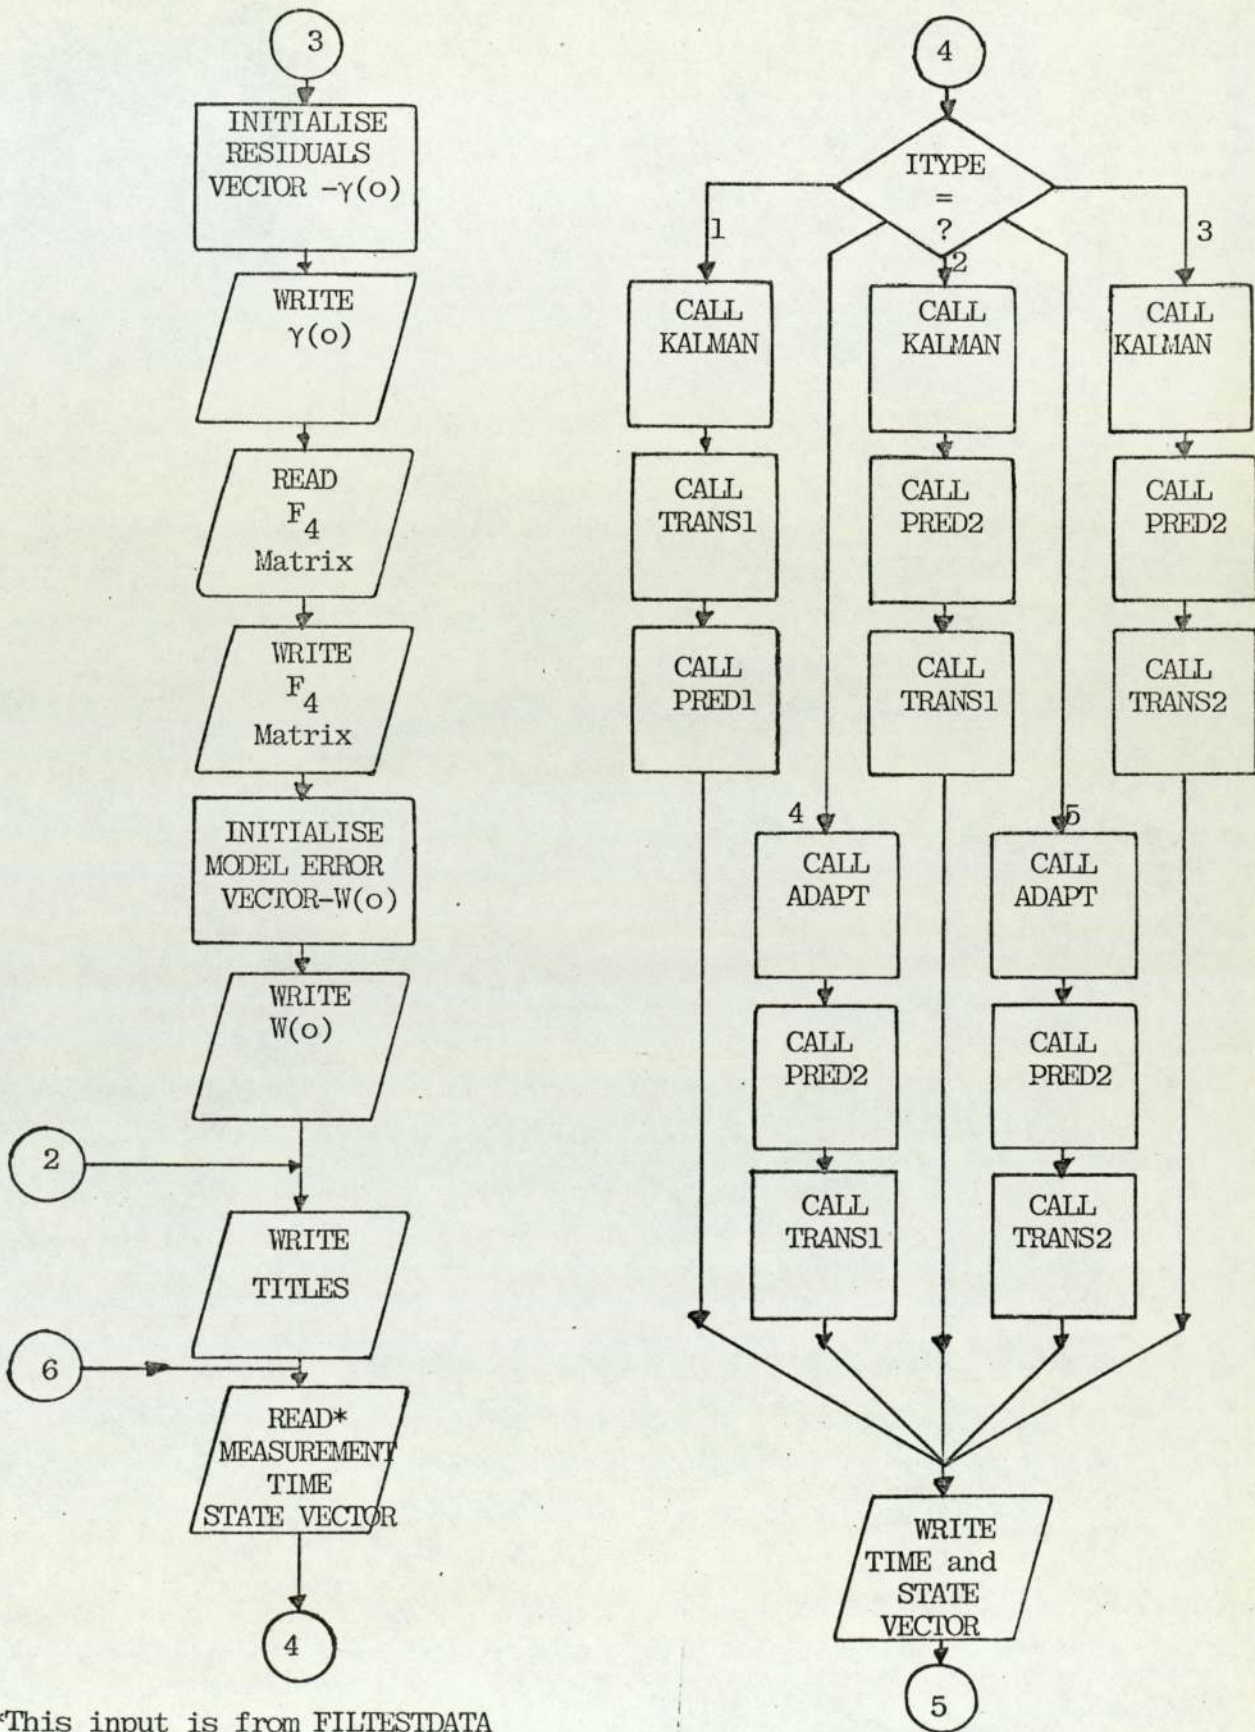 3
INITIALISE
RESIDUALS
VECTOR -γ(o)
WRITE
γ(o)
READ
F4
Matrix
WRITE
F4
Matrix
INITIALISE
MODEL ERROR
VECTOR-W(o)
WRITE
W(o)
2
WRITE
TITLES
6
READ*
MEASUREMENT
TIME
STATE VECTOR
4
*This input is from FILTESTDATA
4
ITYPE
=
?
1
2
3
CALL
KALMAN
CALL
TRANS1
CALL
PRED1
4
CALL
ADAPT
CALL
PRED2
CALL
TRANS1
CALL
KALMAN
CALL
PRED2
CALL
TRANS1
5
CALL
ADAPT
CALL
PRED2
CALL
TRANS2
CALL
KALMAN
CALL
PRED2
CALL
TRANS2
WRITE
TIME and
STATE
VECTOR
5